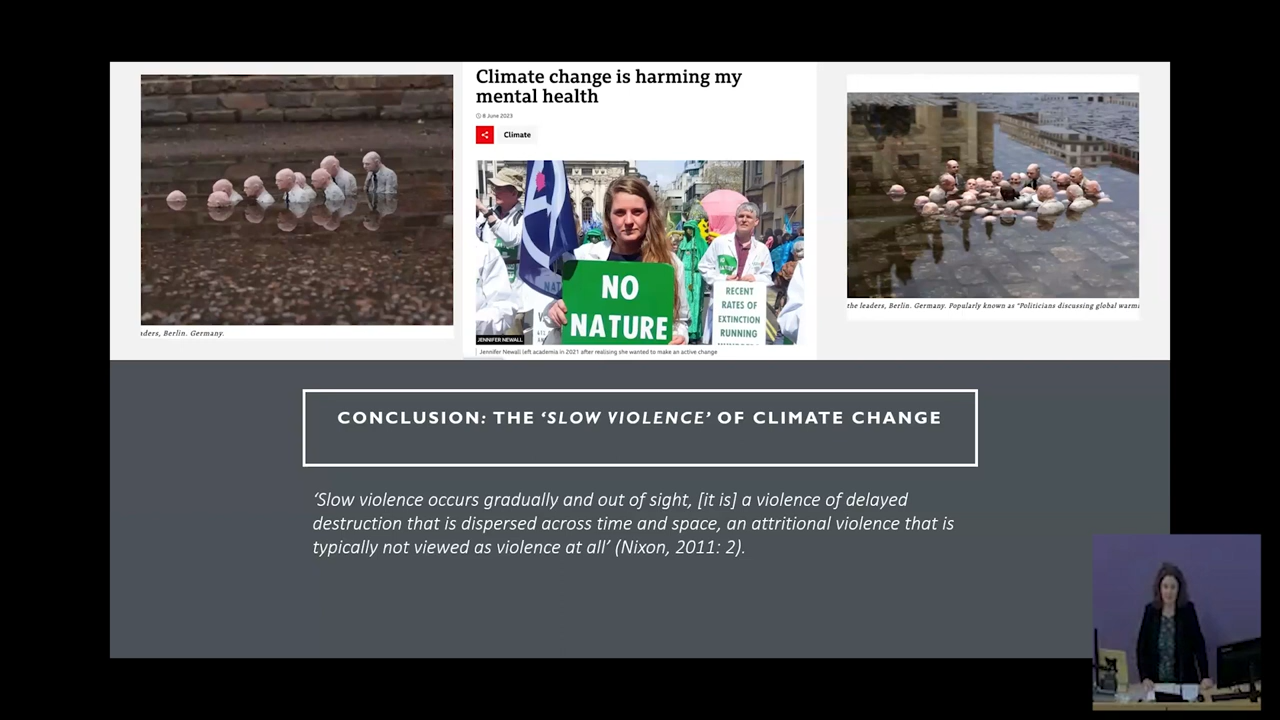 Climate change is harming my
mental health
8 June 2023
Climate
NO
NATURE
RECENT
RATES OF
EXTINCTION
RUNNING
JENNIFER NEWALL
Jennifer Newall left academia in 2021 after realising she wanted to make an active change
aders, Berlin. Germany.
the leaders, Berlin. Germany. Popularly known as "Politicians discussing global warmi
CONCLUSION: THE ‘SLOW VIOLENCE’ OF CLIMATE CHANGE
‘Slow violence occurs gradually and out of sight, [it is] a violence of delayed
destruction that is dispersed across time and space, an attritional violence that is
typically not viewed as violence at all’ (Nixon, 2011: 2).